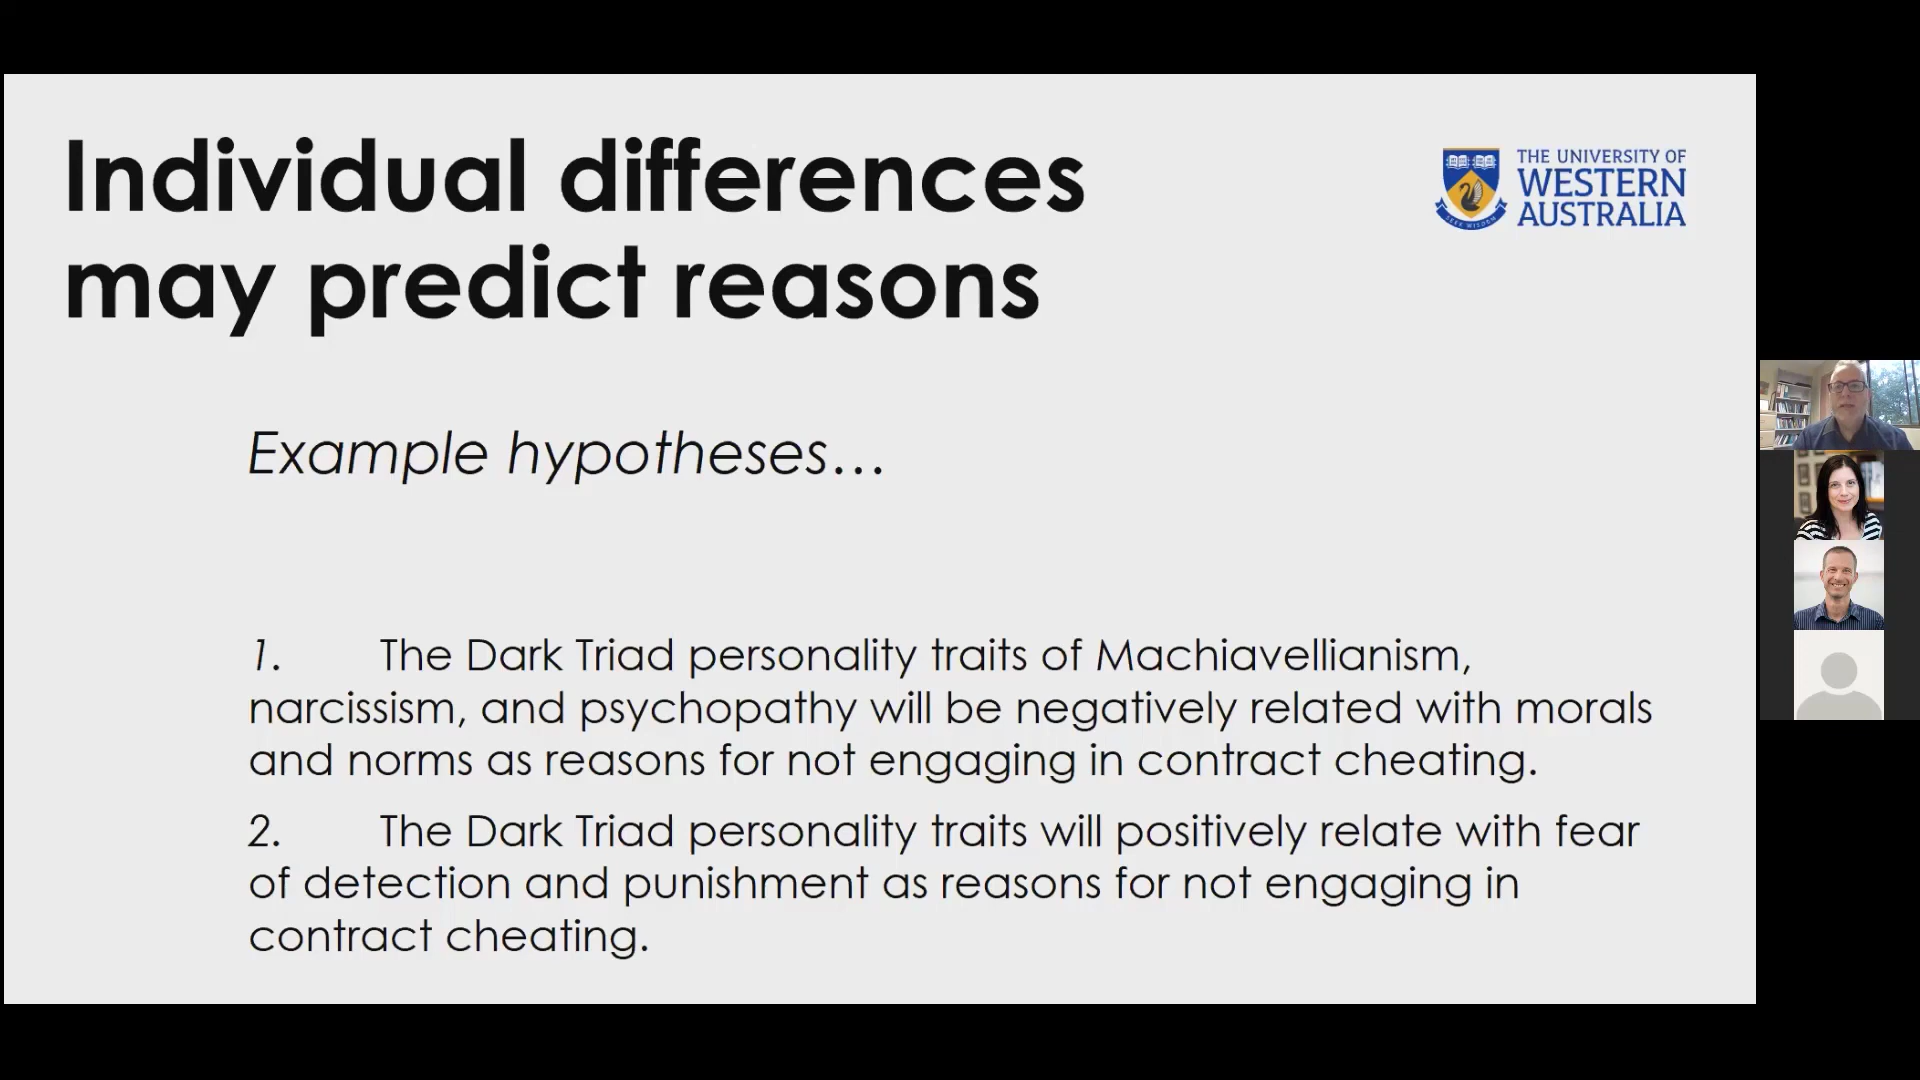 Individual differences
may predict reasons
THE UNIVERSITY OF
WESTERN
AUSTRALIA
SEEK WISDOM
Example hypotheses...
1. The Dark Triad personality traits of Machiavellianism,
narcissism, and psychopathy will be negatively related with morals
and norms as reasons for not engaging in contract cheating.
2. The Dark Triad personality traits will positively relate with fear
of detection and punishment as reasons for not engaging in
contract cheating.